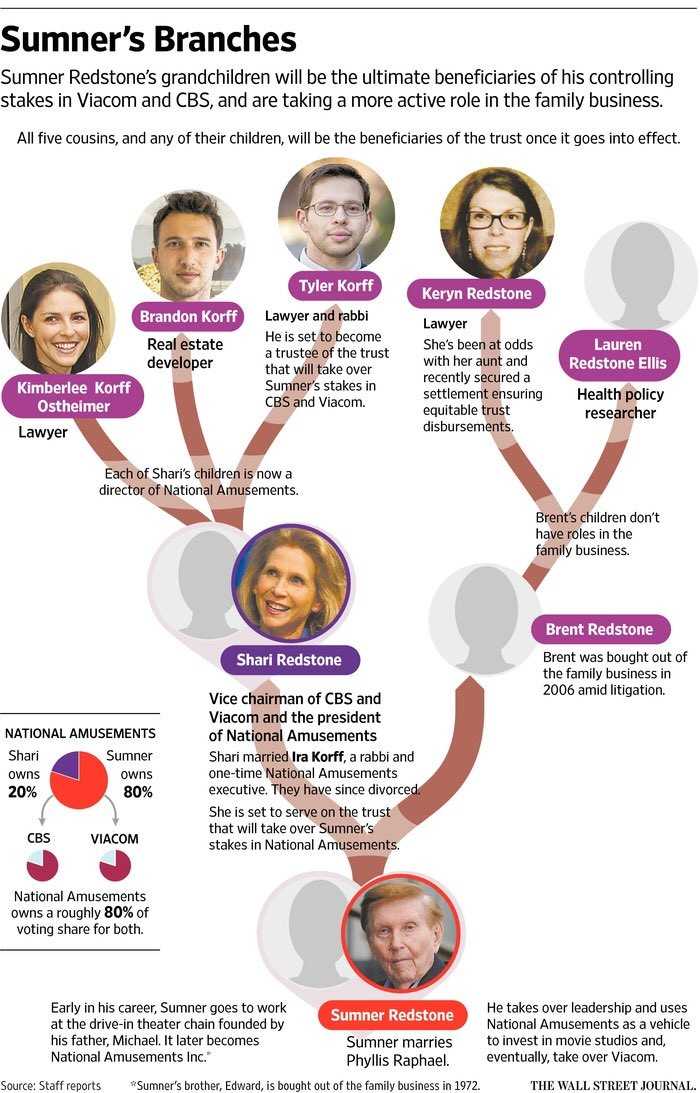 Sumner's Branches
Sumner Redstone's grandchildren will be the ultimate beneficiaries of his controlling
stakes in Viacom and CBS, and are taking a more active role in the family business.
All five cousins, and any of their children, will be the beneficiaries of the trust once it goes into effect.
Kimberlee Korff
Ostheimer
Lawyer
Brandon Korff
Real estate
developer
Tyler Korff
Lawyer and rabbi
He is set to become
a trustee of the trust
that will take over
Sumner's stakes in
CBS and Viacom.
Keryn Redstone
Lawyer
She's been at odds
with her aunt and
recently secured a
settlement ensuring
equitable trust
disbursements.
Lauren
Redstone Ellis
Health policy
researcher
Each of Shari's children is now a
director of National Amusements.
Brent's children don't
have roles in the
family business.
Shari Redstone
Vice chairman of CBS and
Viacom and the president
of National Amusements
Shari married Ira Korff, a rabbi and
one-time National Amusements
executive. They have since divorced.
She is set to serve on the trust
that will take over Sumner's
stakes in National Amusements.
Brent Redstone
Brent was bought out of
the family business in
2006 amid litigation.
NATIONAL AMUSEMENTS
Shari
owns
20%
Sumner
owns
80%
CBS
VIACOM
National Amusements
owns a roughly 80% of
voting share for both.
Early in his career, Sumner goes to work
at the drive-in theater chain founded by
his father, Michael. It later becomes
National Amusements Inc.*
Sumner Redstone
Sumner marries
Phyllis Raphael.
He takes over leadership and uses
National Amusements as a vehicle
to invest in movie studios and,
eventually, take over Viacom.
Source: Staff reports
*Sumner's brother, Edward, is bought out of the family business in 1972.
THE WALL STREET JOURNAL.